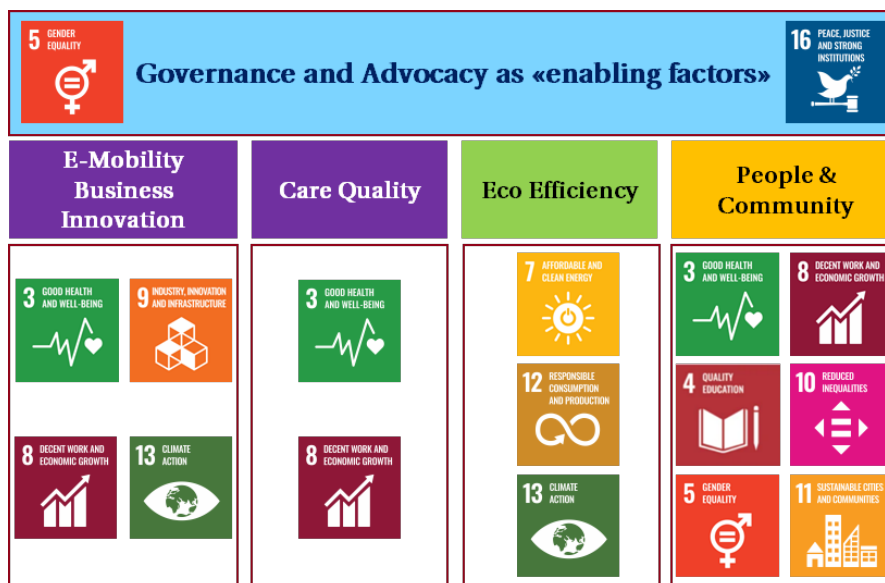 5 GENDER
EQUALITY
Governance and Advocacy as «enabling factors»
16 PEACE, JUSTICE
AND STRONG
INSTITUTIONS
E-Mobility
Business
Innovation
Care Quality
Eco Efficiency
People &
Community
3 GOOD HEALTH
AND WELL-BEING
9 INDUSTRY, INNOVATION
AND INFRASTRUCTURE
8 DECENT WORK AND
ECONOMIC GROWTH
13 CLIMATE
ACTION
3 GOOD HEALTH
AND WELL-BEING
8 DECENT WORK AND
ECONOMIC GROWTH
7 AFFORDABLE AND
CLEAN ENERGY
12 RESPONSIBLE
CONSUMPTION
AND PRODUCTION
13 CLIMATE
ACTION
3 GOOD HEALTH
AND WELL-BEING
8 DECENT WORK AND
ECONOMIC GROWTH
4 QUALITY
EDUCATION
10 REDUCED
INEQUALITIES
5 GENDER
EQUALITY
11 SUSTAINABLE CITIES
AND COMMUNITIES